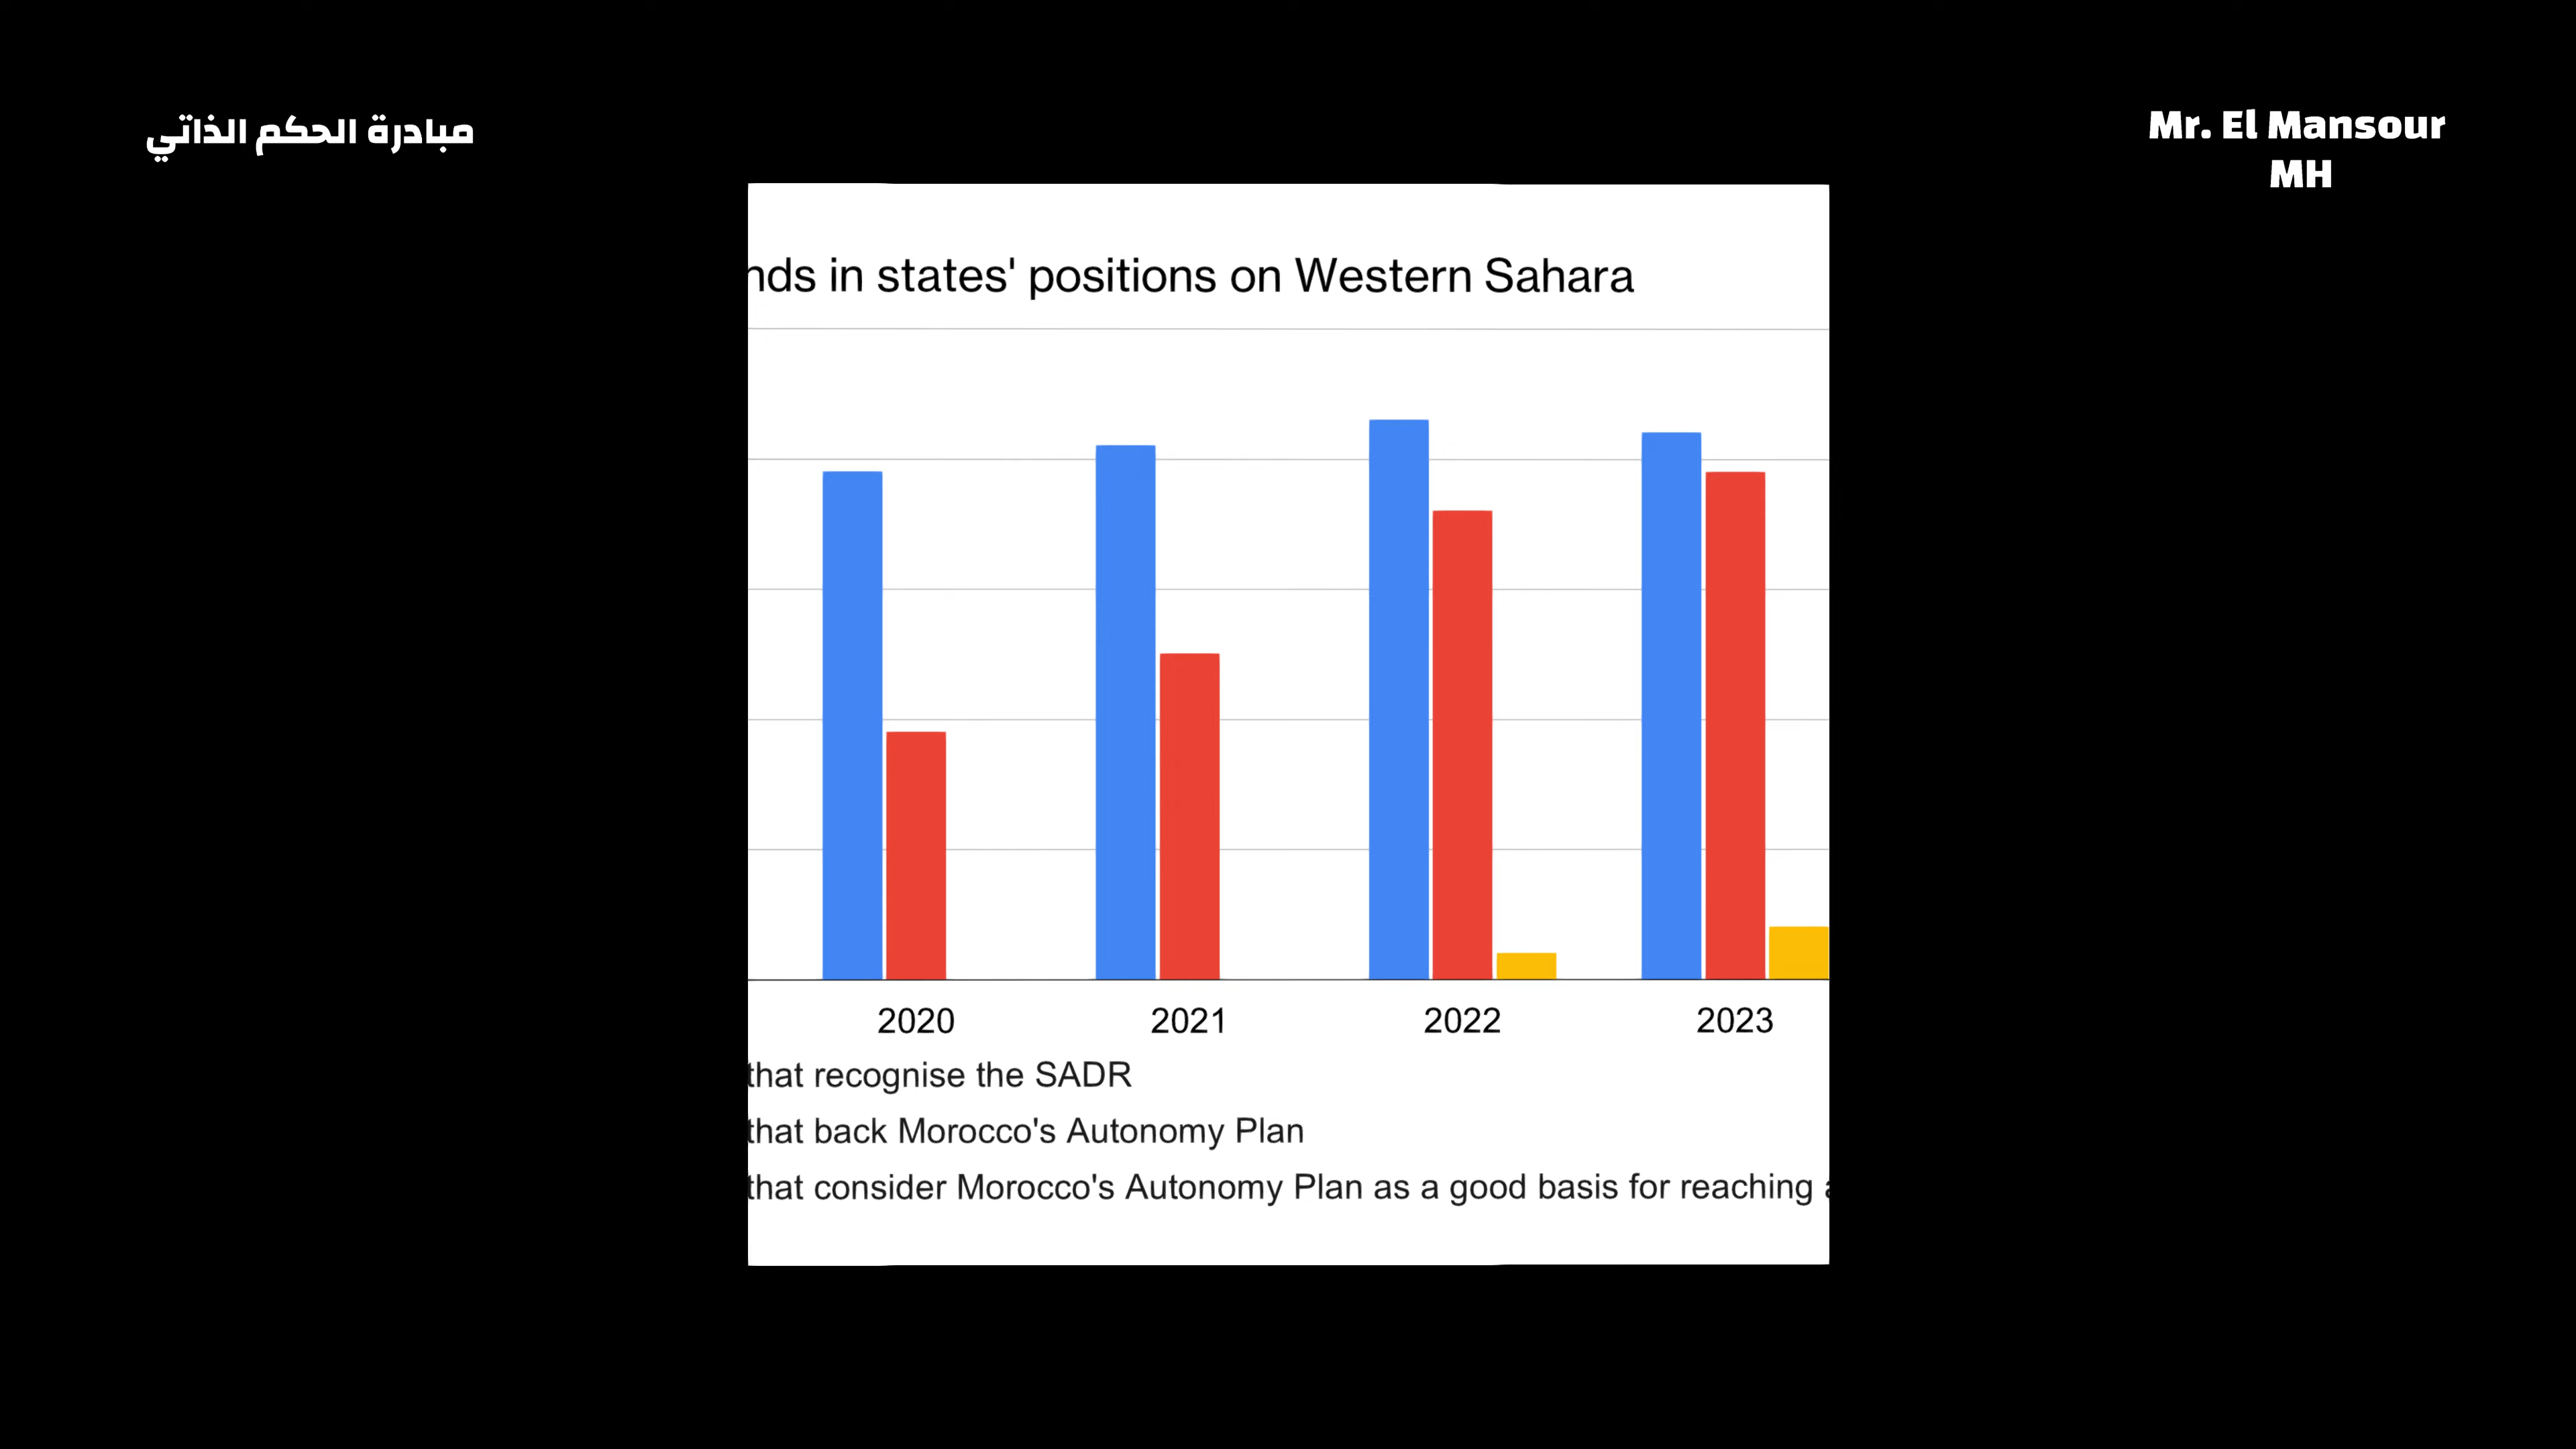 مبادرة الحكم الذاتي
Mr. El Mansour
MH
nds in states' positions on Western Sahara
2020 2021 2022 2023
that recognise the SADR
that back Morocco's Autonomy Plan
that consider Morocco's Autonomy Plan as a good basis for reaching